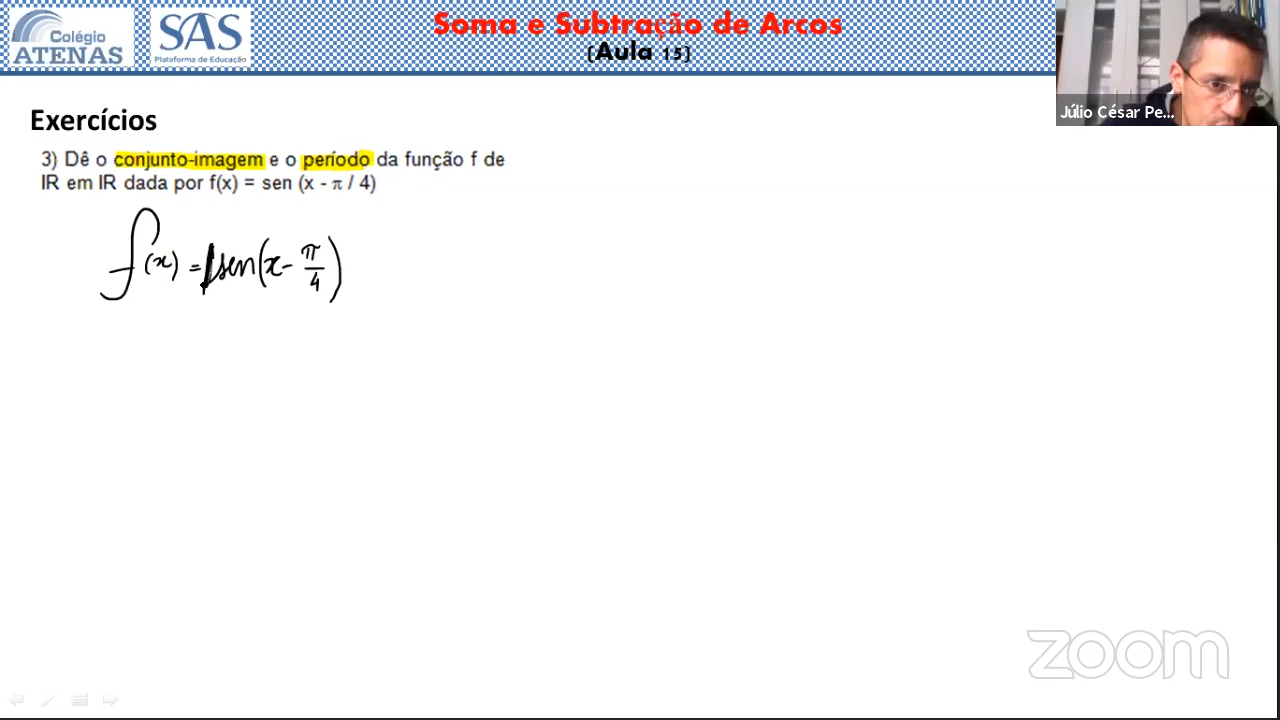 Colégio
ATENAS
SAS
Plataforma de Educação
Soma e Subtração de Arcos
(Aula 15)
Júlio César Pe...
Exercícios
3) Dê o conjunto-imagem e o período da função f de
IR em IR dada por f(x) = sen (x - π / 4)
f(x) = 1sen(x - π/4)
zoom